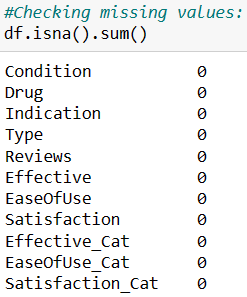 #Checking missing values:
df.isna().sum()
Condition 0
Drug 0
Indication 0
Type 0
Reviews 0
Effective 0
EaseOfUse 0
Satisfaction 0
Effective_Cat 0
EaseOfUse_Cat 0
Satisfaction_Cat 0